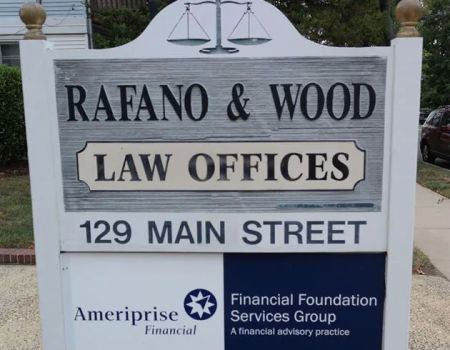 RAFANO & WOOD
LAW OFFICES
129 MAIN STREET
Ameriprise
Financial
Financial Foundation
Services Group
A financial advisory practice